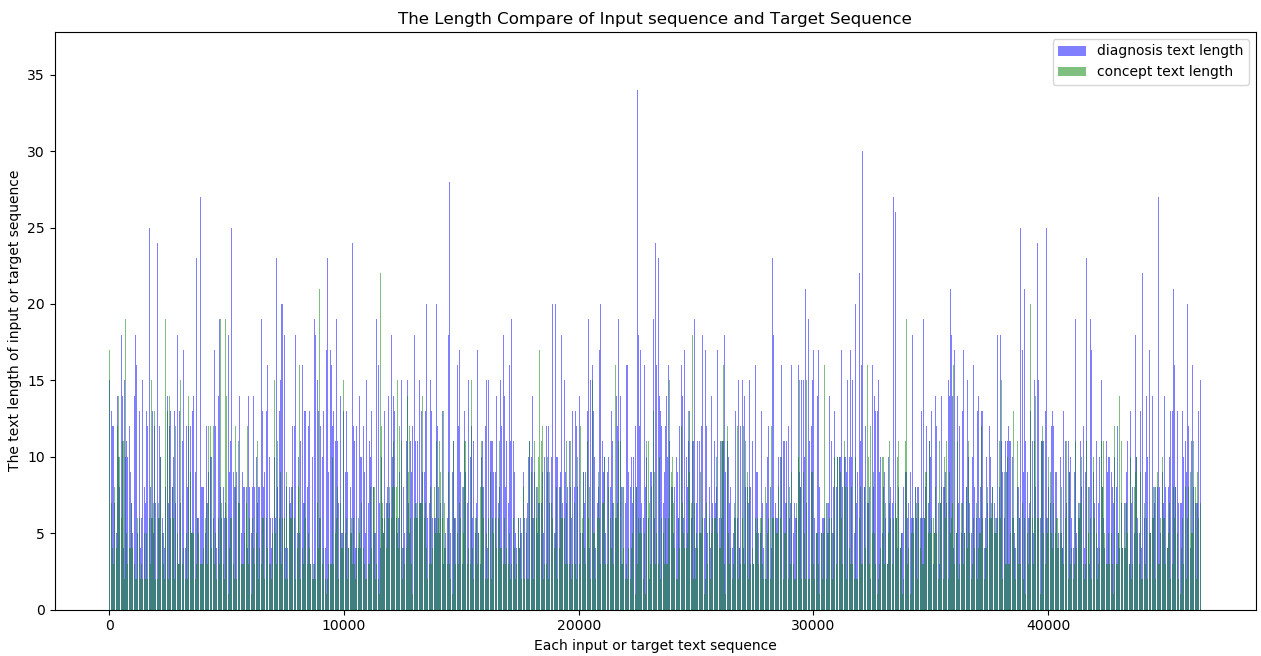 The Length Compare of Input sequence and Target Sequence
diagnosis text length
concept text length
The text length of input or target sequence
35
30
25
20
15
10
5
0
0 10000 20000 30000 40000
Each input or target text sequence